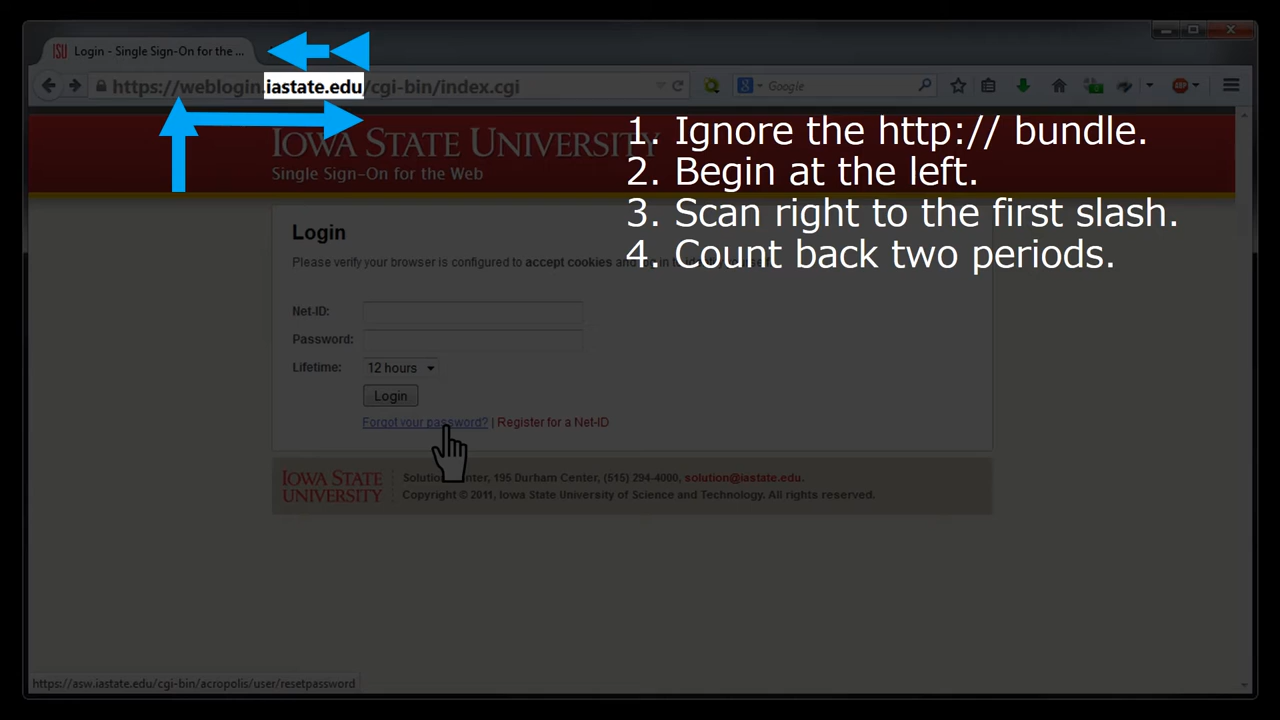 Login - Single Sign-On for the ...
https://weblogin.iastate.edu/cgi-bin/index.cgi
Google
IOWA STATE UNIVERSITY
Single Sign-On for the Web
1. Ignore the http:// bundle.
2. Begin at the left.
3. Scan right to the first slash.
4. Count back two periods.
Login
Please verify your browser is configured to accept cookies and log in to
Net-ID:
Password:
Lifetime: 12 hours
Login
Forgot your password? | Register for a Net-ID
IOWA STATE
UNIVERSITY
Solution Center, 195 Durham Center, (515) 294-4000, solution@iastate.edu.
Copyright © 2011, Iowa State University of Science and Technology. All rights reserved.
https://asw.iastate.edu/cgi-bin/acropolis/user/resetpassword